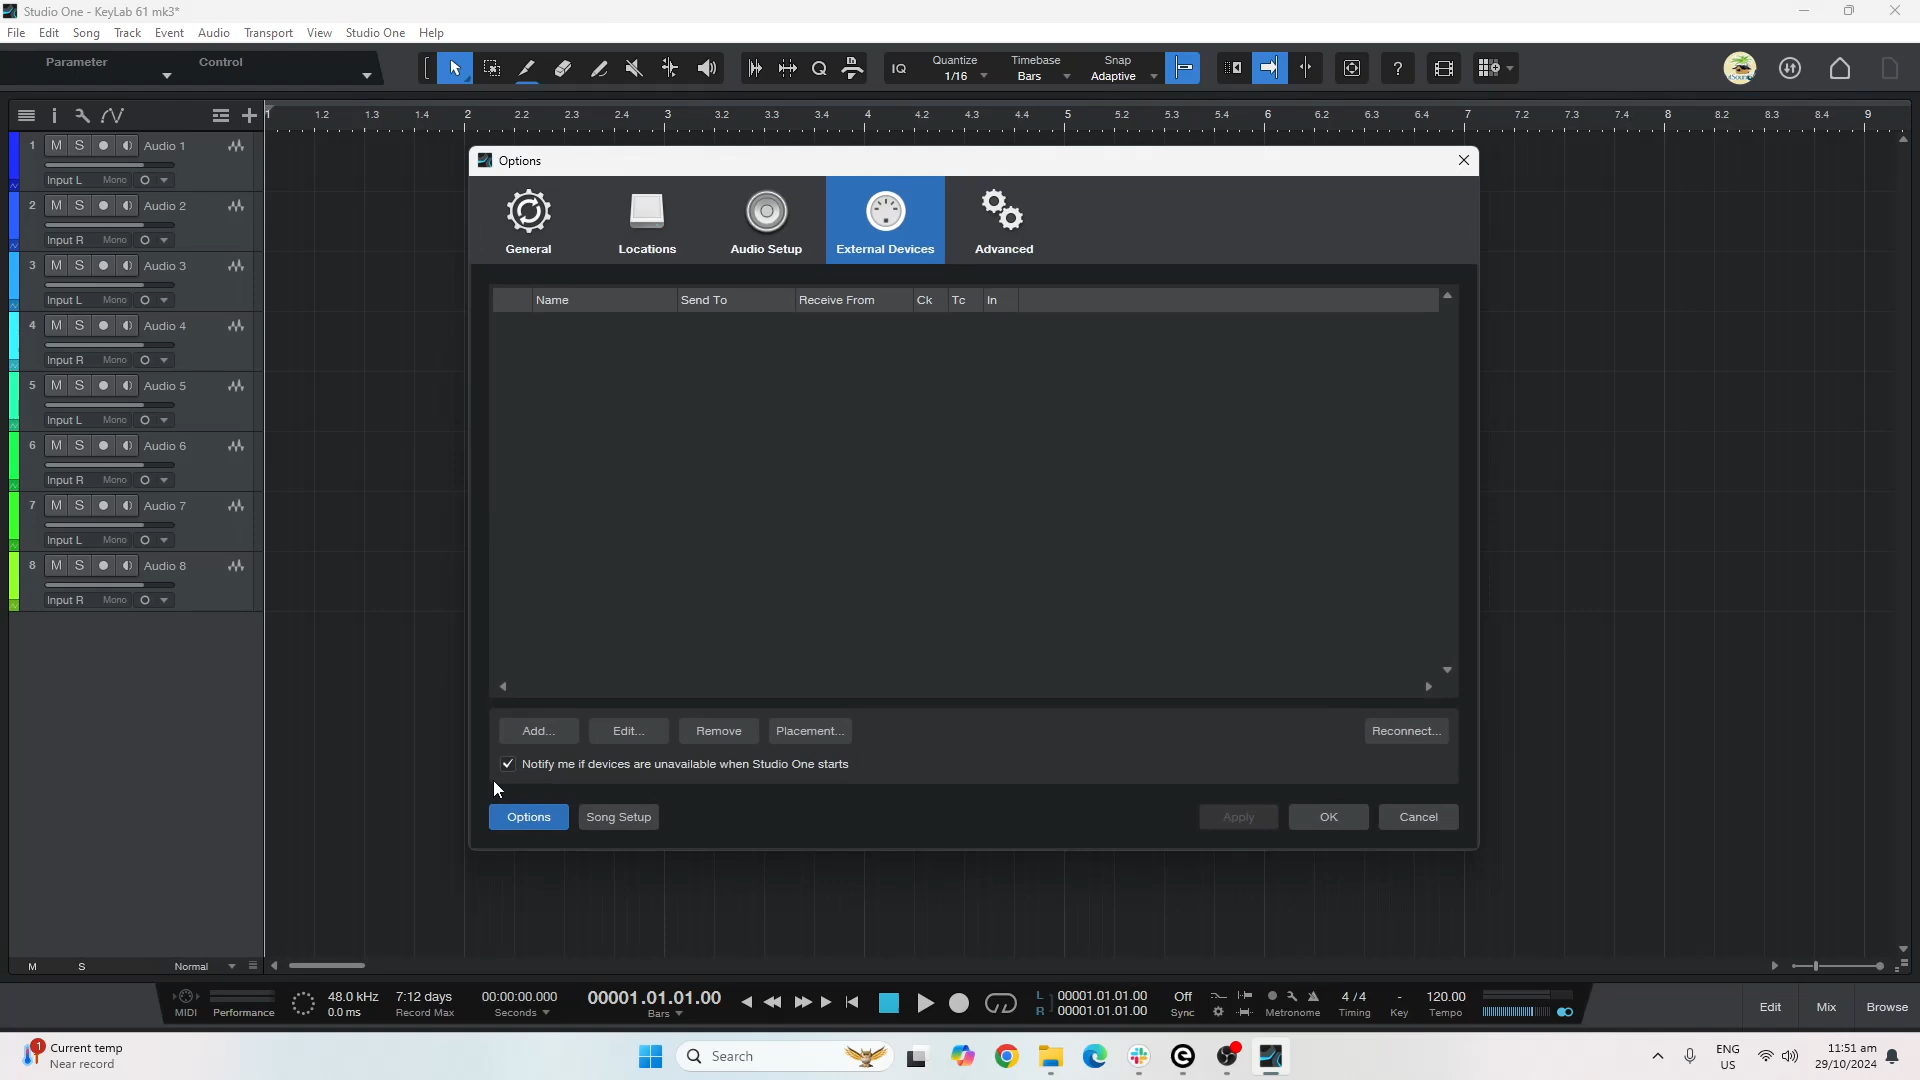 Studio One - KeyLab 61 mk3*
File Edit Song Track Event Audio Transport View Studio One Help
Parameter Control
IQ Quantize 1/16 Timebase Bars Snap Adaptive ?
1 1.2 1.3 1.4 2 2.2 2.3 2.4 3 3.2 3.3 3.4 4 4.2 4.3 4.4 5 5.2 5.3 5.4 6 6.2 6.3 6.4 7 7.2 7.3 7.4 8 8.2 8.3 8.4 9
1 M S Audio 1
Input L Mono
2 M S Audio 2
Input R Mono
3 M S Audio 3
Input L Mono
4 M S Audio 4
Input R Mono
5 M S Audio 5
Input L Mono
6 M S Audio 6
Input R Mono
7 M S Audio 7
Input L Mono
8 M S Audio 8
Input R Mono
Options
General Locations Audio Setup External Devices Advanced
Name Send To Receive From Ck Tc In
Add... Edit... Remove Placement... Reconnect...
Notify me if devices are unavailable when Studio One starts
Options Song Setup Apply OK Cancel
M S Normal
MIDI Performance
48.0 kHz
0.0 ms
7:12 days
Record Max
00:00:00.000
Seconds
00001.01.01.00
Bars
L 00001.01.01.00
R 00001.01.01.00
Off
Sync
Metronome
4 / 4
Timing
-
Key
120.00
Tempo
Edit Mix Browse
1
Current temp
Near record
Search
ENG
US
11:51 am
29/10/2024